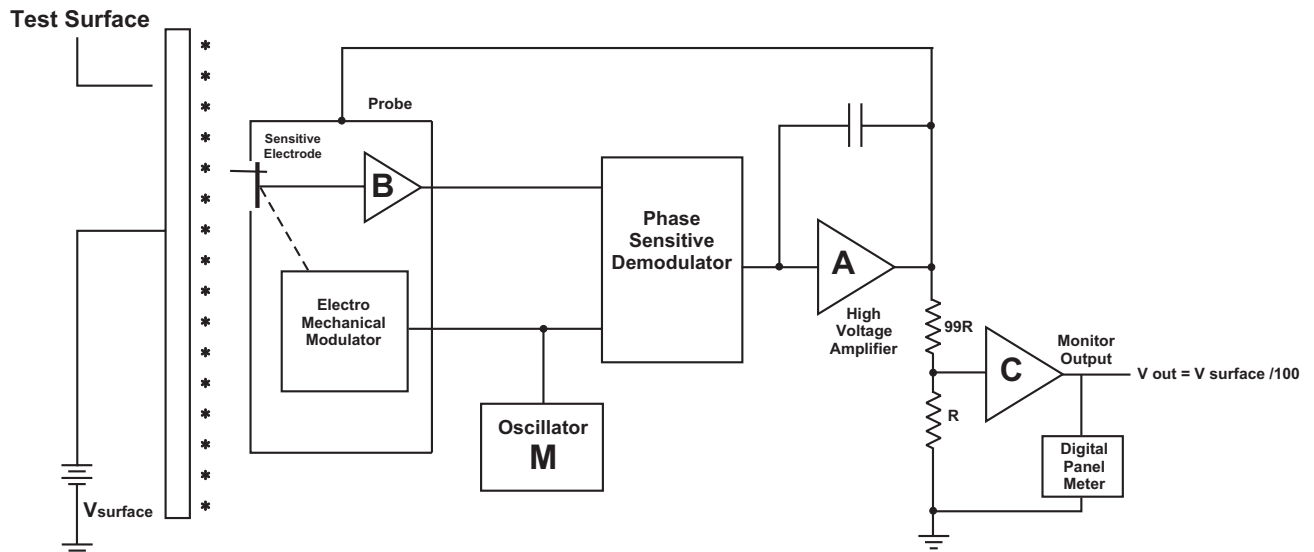 Test Surface
Probe
Sensitive
Electrode
B
Phase
Sensitive
Demodulator
A
High
Voltage
Amplifier
Electro
Mechanical
Modulator
99R
C
Monitor
Output
V out = V surface /100
R
Oscillator
M
Digital
Panel
Meter
Vsurface